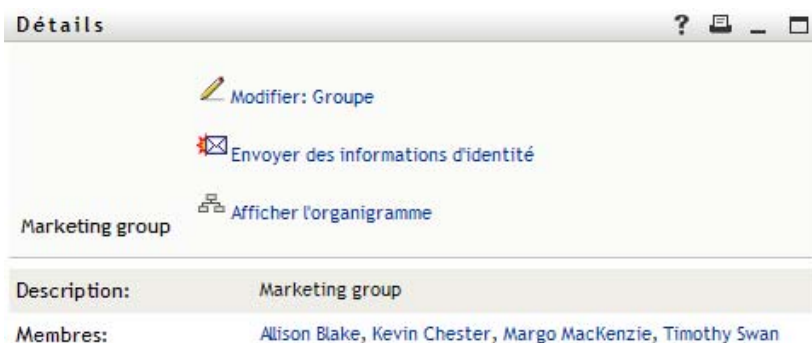 Détails
Modifier: Groupe
Envoyer des informations d'identité
Afficher l'organigramme
Marketing group
Description: Marketing group
Membres: Allison Blake, Kevin Chester, Margo MacKenzie, Timothy Swan